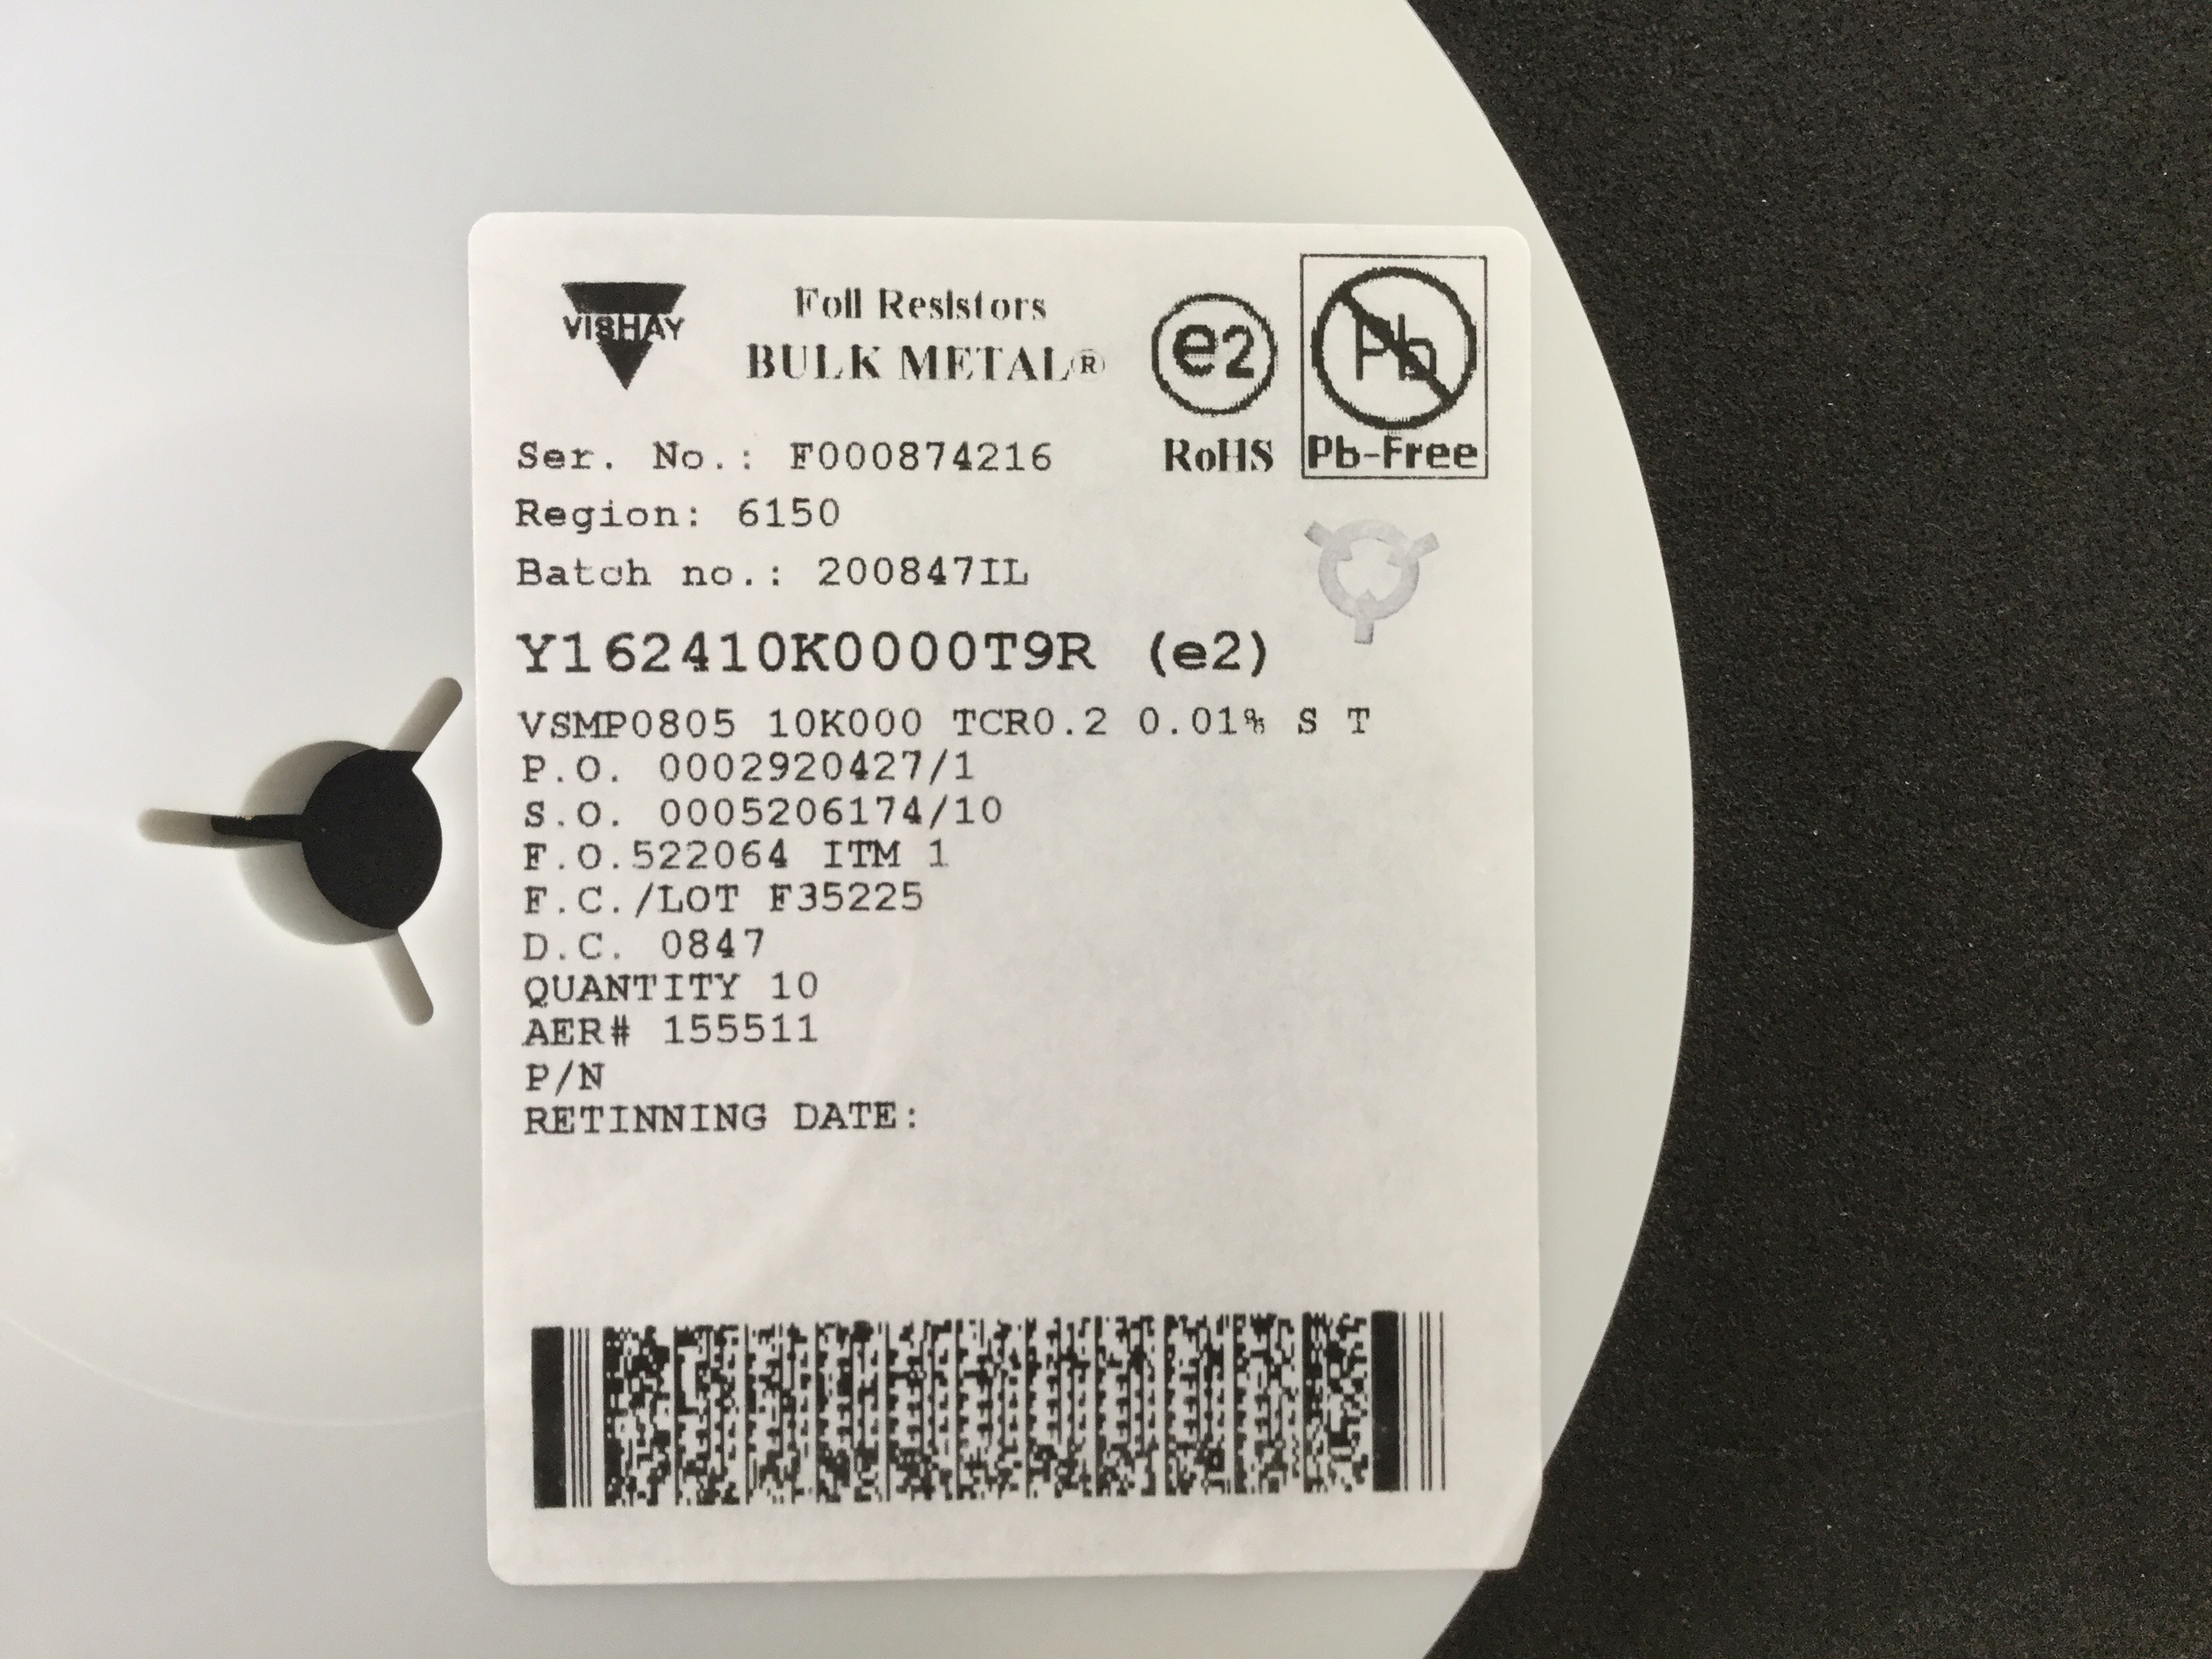 VISHAY
Foil Resistors
BULK METAL®
e2
RoHS
Pb
Pb-Free
Ser. No.: F000874216
Region: 6150
Batch no.: 200847IL
Y162410K0000T9R (e2)
VSMP0805 10K000 TCR0.2 0.01% S T
P.O. 0002920427/1
S.O. 0005206174/10
F.O.522064 ITM 1
F.C./LOT F35225
D.C. 0847
QUANTITY 10
AER# 155511
P/N
RETINNING DATE: